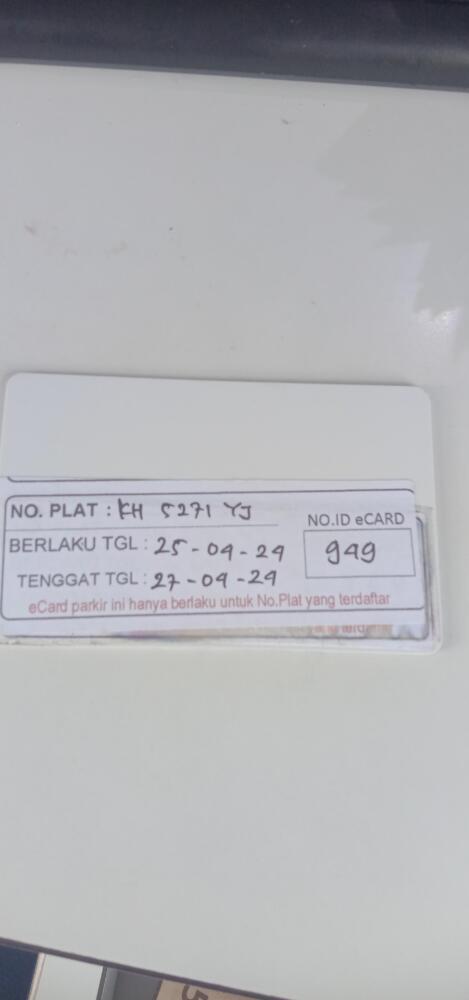 NO. PLAT : KH 5271 YJ
NO.ID eCARD
BERLAKU TGL : 25-04-24
949
TENGGAT TGL : 27-04-24
eCard parkir ini hanya berlaku untuk No.Plat yang terdaftar